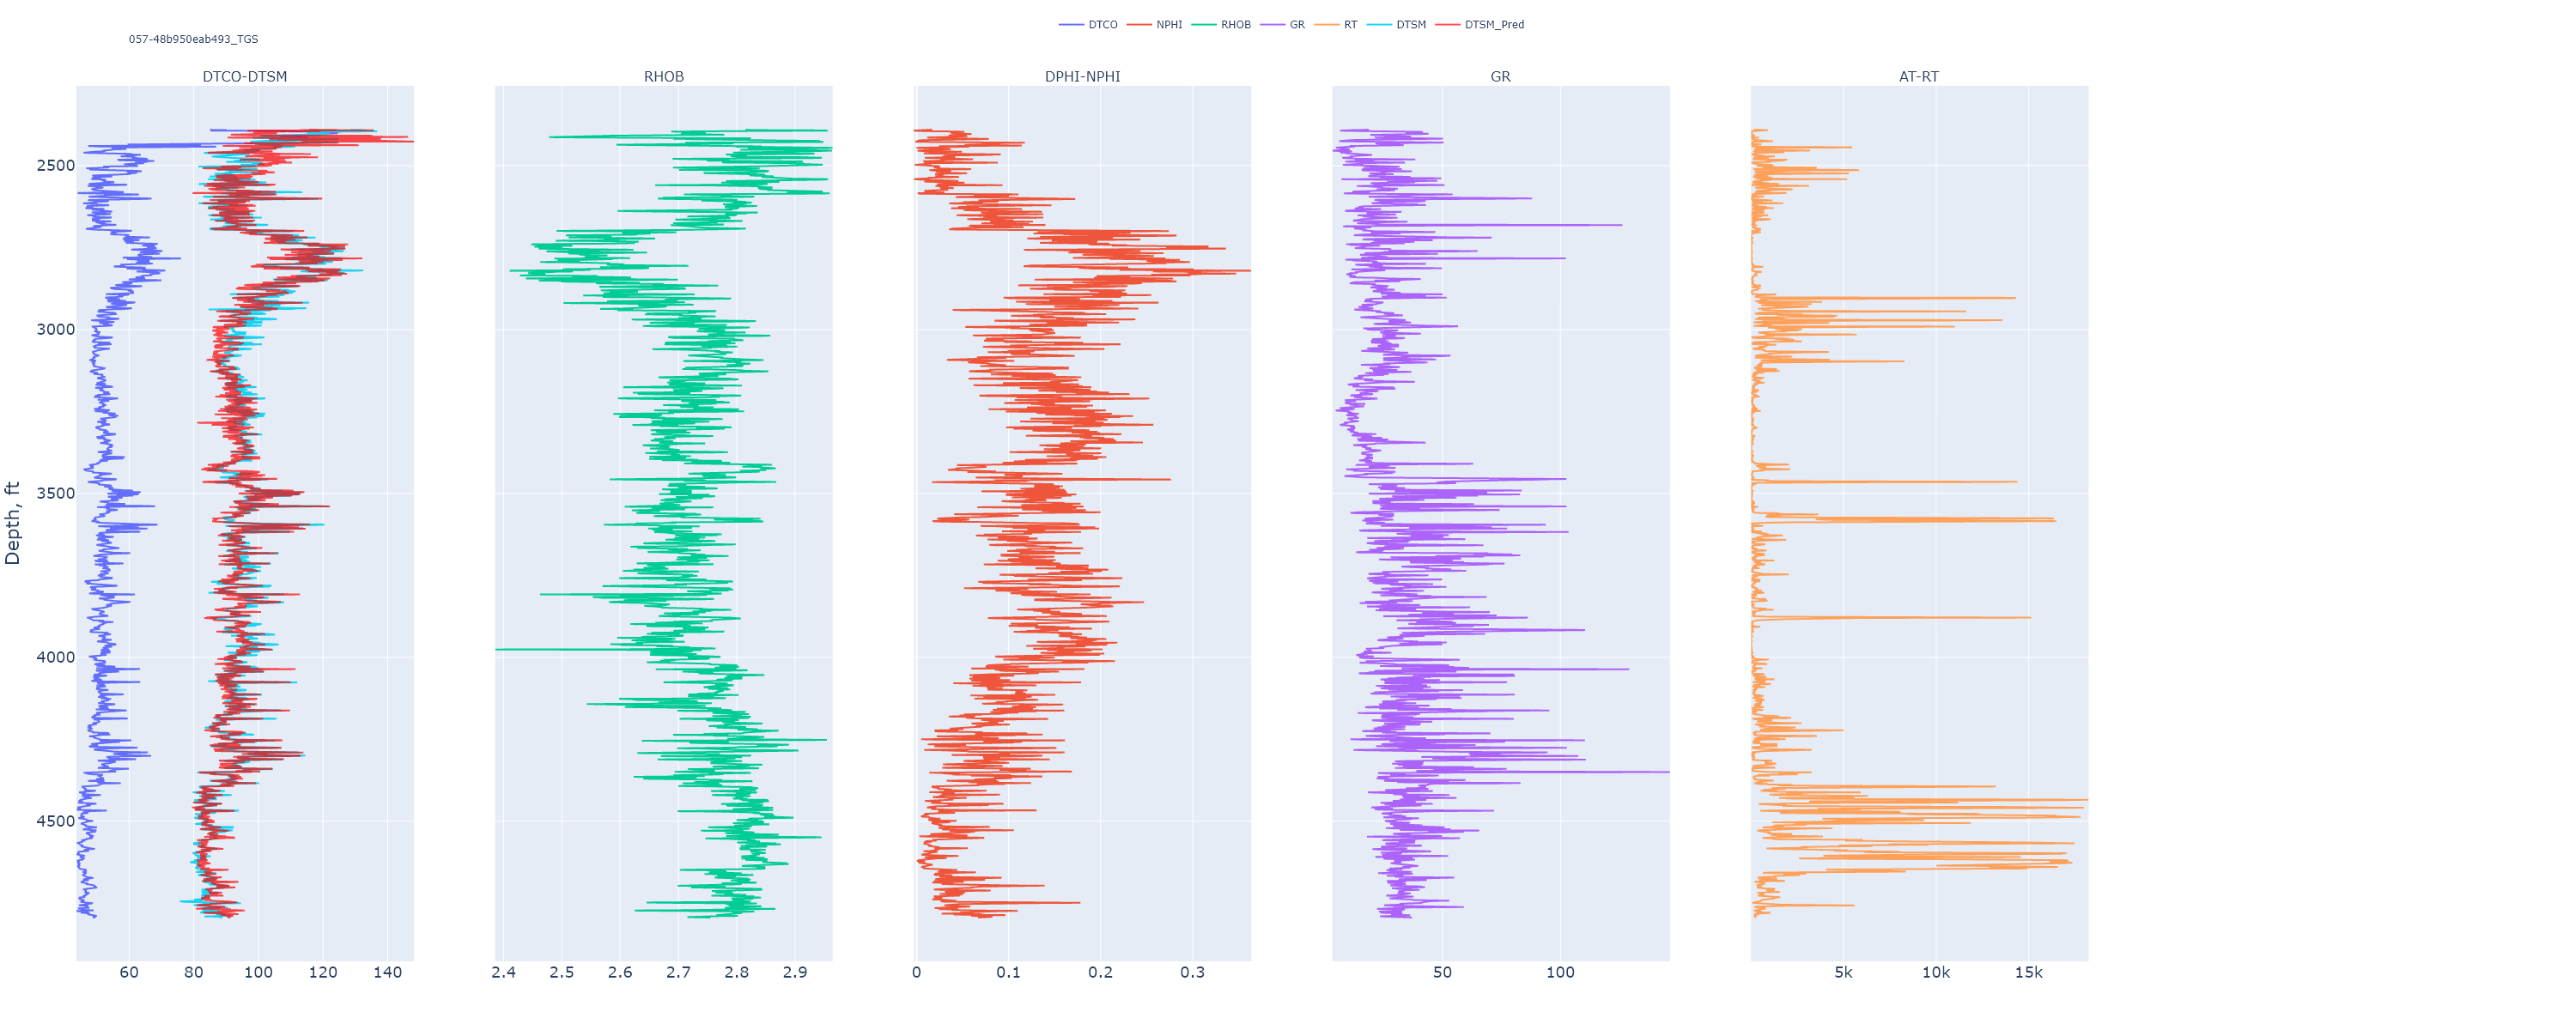 DTCO NPHI RHOB GR RT DTSM DTSM_Pred
057-48b950eab493_TGS
DTCO-DTSM RHOB DPHI-NPHI GR AT-RT
Depth, ft
2500
3000
3500
4000
4500
60 80 100 120 140 2.4 2.5 2.6 2.7 2.8 2.9 0 0.1 0.2 0.3 50 100 5k 10k 15k